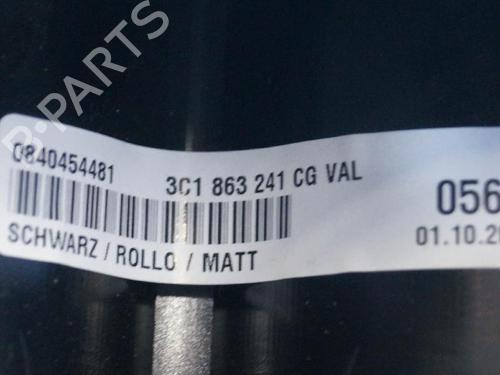 B-PARTS
0840454481 3C1 863 241 CG VAL
056
SCHWARZ / ROLLO / MATT
01.10.20